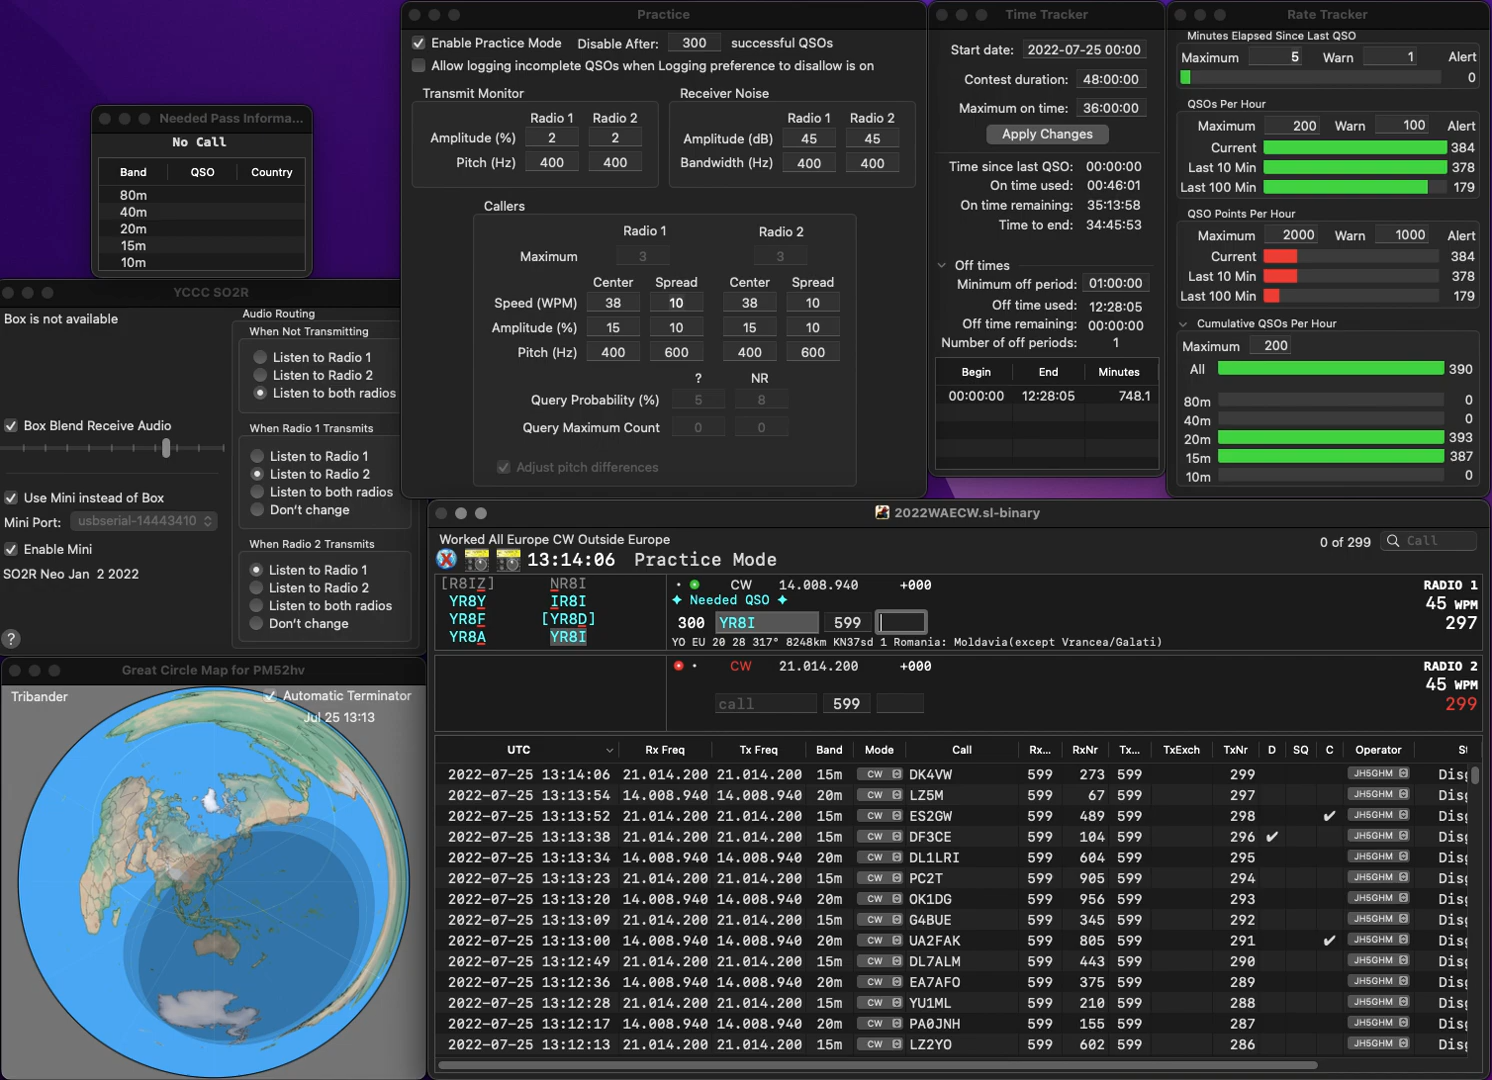 Practice
Enable Practice Mode Disable After: 300 successful QSOs
Allow logging incomplete QSOs when Logging preference to disallow is on
Transmit Monitor
Radio 1 Radio 2
Amplitude (%) 2 2
Pitch (Hz) 400 400
Receiver Noise
Radio 1 Radio 2
Amplitude (dB) 45 45
Bandwidth (Hz) 400 400
Callers
Radio 1 Radio 2
Maximum 3 3
Center Spread Center Spread
Speed (WPM) 38 10 38 10
Amplitude (%) 15 10 15 10
Pitch (Hz) 400 600 400 600
? NR
Query Probability (%) 5 8
Query Maximum Count 0 0
Adjust pitch differences
Time Tracker
Start date: 2022-07-25 00:00
Contest duration: 48:00:00
Maximum on time: 36:00:00
Apply Changes
Time since last QSO: 00:00:00
On time used: 00:46:01
On time remaining: 35:13:58
Time to end: 34:45:53
Off times
Minimum off period: 01:00:00
Off time used: 12:28:05
Off time remaining: 00:00:00
Number of off periods: 1
Begin End Minutes
00:00:00 12:28:05 748.1
Rate Tracker
Minutes Elapsed Since Last QSO
Maximum 5 Warn 1 Alert
0
QSOs Per Hour
Maximum 200 Warn 100 Alert
Current 384
Last 10 Min 378
Last 100 Min 179
QSO Points Per Hour
Maximum 2000 Warn 1000 Alert
Current 384
Last 10 Min 378
Last 100 Min 179
Cumulative QSOs Per Hour
Maximum 200
All 390
80m 0
40m 0
20m 393
15m 387
10m 0
Needed Pass Informa...
No Call
Band QSO Country
80m
40m
20m
15m
10m
YCCC SO2R
Box is not available
Box Blend Receive Audio
Use Mini instead of Box
Mini Port: usbserial-14443410
Enable Mini
SO2R Neo Jan 2 2022
?
Audio Routing
When Not Transmitting
Listen to Radio 1
Listen to Radio 2
Listen to both radios
When Radio 1 Transmits
Listen to Radio 1
Listen to Radio 2
Listen to both radios
Don't change
When Radio 2 Transmits
Listen to Radio 1
Listen to Radio 2
Listen to both radios
Don't change
Great Circle Map for PM52hv
Tribander
Automatic Terminator
Jul 25 13:13
2022WAECW.sl-binary
Worked All Europe CW Outside Europe
0 of 299 Call
13:14:06 Practice Mode
[R8IZ] NR8I
YR8Y IR8I
YR8F [YR8D]
YR8A YR8I
CW 14.008.940 +000 RADIO 1
Needed QSO 45 WPM
300 YR8I 599 297
YO EU 20 28 317° 8248km KN37sd 1 Romania: Moldavia(except Vrancea/Galati)
CW 21.014.200 +000 RADIO 2
45 WPM
call 599 299
UTC Rx Freq Tx Freq Band Mode Call Rx... RxNr Tx... TxExch TxNr D SQ C Operator St
2022-07-25 13:14:06 21.014.200 21.014.200 15m CW DK4VW 599 273 599 299 JH5GHM Disg
2022-07-25 13:13:54 14.008.940 14.008.940 20m CW LZ5M 599 67 599 297 JH5GHM Disg
2022-07-25 13:13:52 14.008.940 14.008.940 20m CW ES2GW 599 489 599 298 ✔ JH5GHM Disg
2022-07-25 13:13:38 21.014.200 21.014.200 15m CW DF3CE 599 104 599 296 ✔ JH5GHM Disg
2022-07-25 13:13:34 14.008.940 14.008.940 20m CW DL1LRI 599 604 599 295 JH5GHM Disg
2022-07-25 13:13:23 21.014.200 21.014.200 15m CW PC2T 599 905 599 294 JH5GHM Disg
2022-07-25 13:13:20 14.008.940 14.008.940 20m CW OK1DG 599 956 599 293 JH5GHM Disg
2022-07-25 13:13:09 21.014.200 21.014.200 15m CW G4BUE 599 345 599 292 JH5GHM Disg
2022-07-25 13:13:00 14.008.940 14.008.940 20m CW UA2FAK 599 805 599 291 ✔ JH5GHM Disg
2022-07-25 13:12:49 21.014.200 21.014.200 15m CW DL7ALM 599 443 599 290 JH5GHM Disg
2022-07-25 13:12:36 14.008.940 14.008.940 20m CW EA7AFO 599 375 599 289 JH5GHM Disg
2022-07-25 13:12:28 21.014.200 21.014.200 15m CW YU1ML 599 210 599 288 JH5GHM Disg
2022-07-25 13:12:17 14.008.940 14.008.940 20m CW PA0JNH 599 155 599 287 JH5GHM Disg
2022-07-25 13:12:13 21.014.200 21.014.200 15m CW LZ2YO 599 602 599 286 JH5GHM Disg